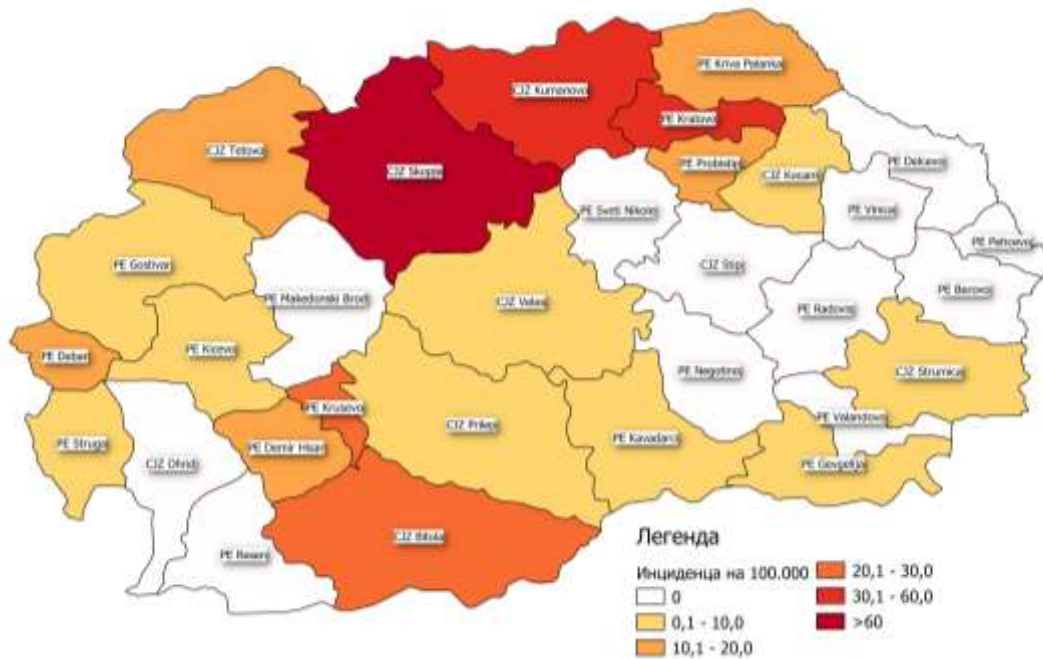 CJZ Kumanovo
PE Kriva Palanka
PE Kratovo
CJZ Tetovo
CJZ Skopje
PE Probistip
CJZ Kocani
PE Delcevo
PE Sveti Nikole
PE Vinica
PE Pehcevo
PE Gostivar
CJZ Stip
PE Makedonski Brod
CJZ Veles
PE Berovo
PE Radovis
PE Debar
PE Kicevo
PE Negotino
CJZ Strumica
PE Krusevo
PE Valandovo
CJZ Prilep
PE Struga
PE Demir Hisar
PE Kavadarci
PE Gevgelija
CJZ Ohrid
CJZ Bitola
PE Resen
Легенда
Инциденца на 100.000
0
0,1 - 10,0
10,1 - 20,0
20,1 - 30,0
30,1 - 60,0
>60